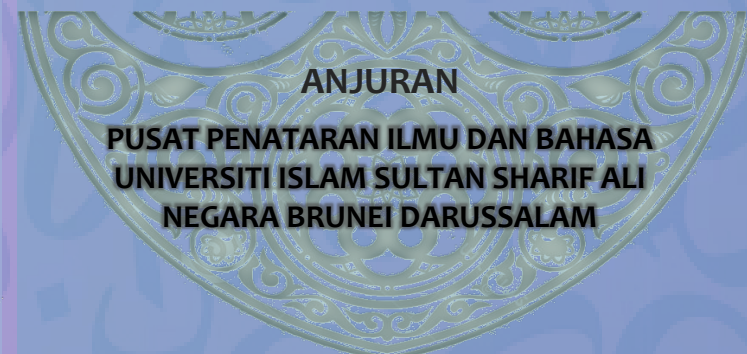 ANJURAN
PUSAT PENATARAN ILMU DAN BAHASA
UNIVERSITI ISLAM SULTAN SHARIF ALI
NEGARA BRUNEI DARUSSALAM